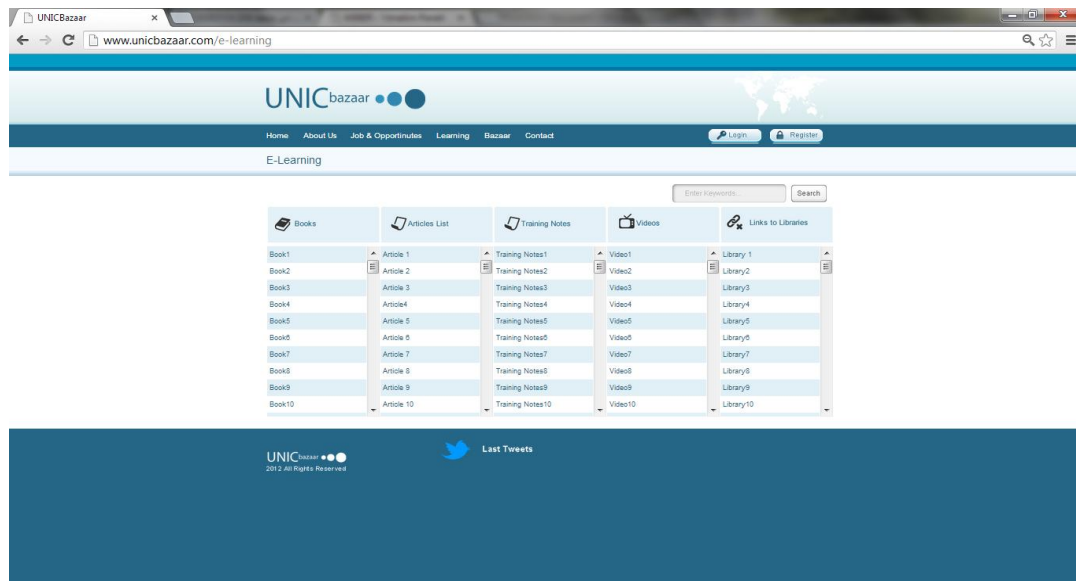 UNICBazaar
www.unicbazaar.com/e-learning
UNIC bazaar
Home About Us Job & Opportinutes Learning Bazaar Contact Login Register
E-Learning
Enter Keywords... Search
Books Articles List Training Notes Videos Links to Libraries
Book1 Article 1 Training Notes1 Video1 Library 1
Book2 Article 2 Training Notes2 Video2 Library2
Book3 Article 3 Training Notes3 Video3 Library3
Book4 Article4 Training Notes4 Video4 Library4
Book5 Article 5 Training Notes5 Video5 Library5
Book6 Article 6 Training Notes6 Video6 Library6
Book7 Article 7 Training Notes7 Video7 Library7
Book8 Article 8 Training Notes8 Video8 Library8
Book9 Article 9 Training Notes9 Video9 Library9
Book10 Article 10 Training Notes10 Video10 Library10
Last Tweets
UNIC bazaar
2012 All Rights Reserved